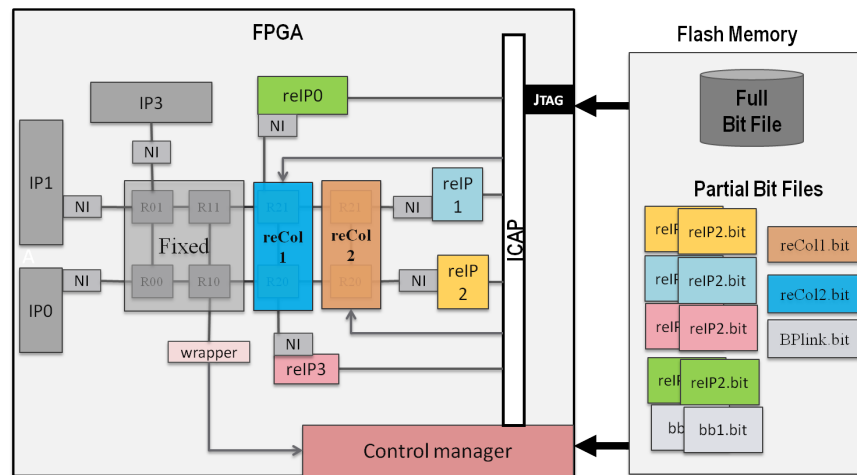 FPGA
Flash Memory
IP3
reIP0
NI
JTAG
Full
Bit File
NI
IP1
NI
R01
R11
R21
R21
NI
reIP
1
Fixed
reCol
1
reCol
2
ICAP
Partial Bit Files
A
IP0
NI
R00
R10
R20
R20
NI
reIP
2
reIP2.bit
reCol1.bit
reIP2.bit
reCol2.bit
reIP2.bit
BPlink.bit
wrapper
NI
reIP3
reIP2.bit
bb1.bit
Control manager